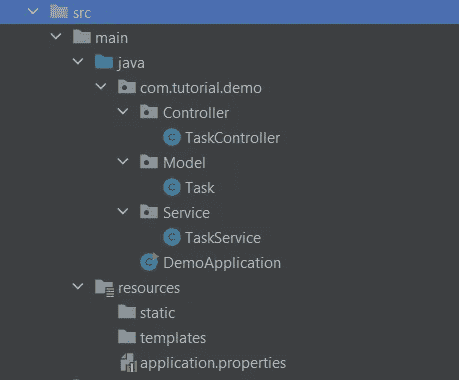 src
main
java
com.tutorial.demo
Controller
TaskController
Model
Task
Service
TaskService
DemoApplication
resources
static
templates
application.properties